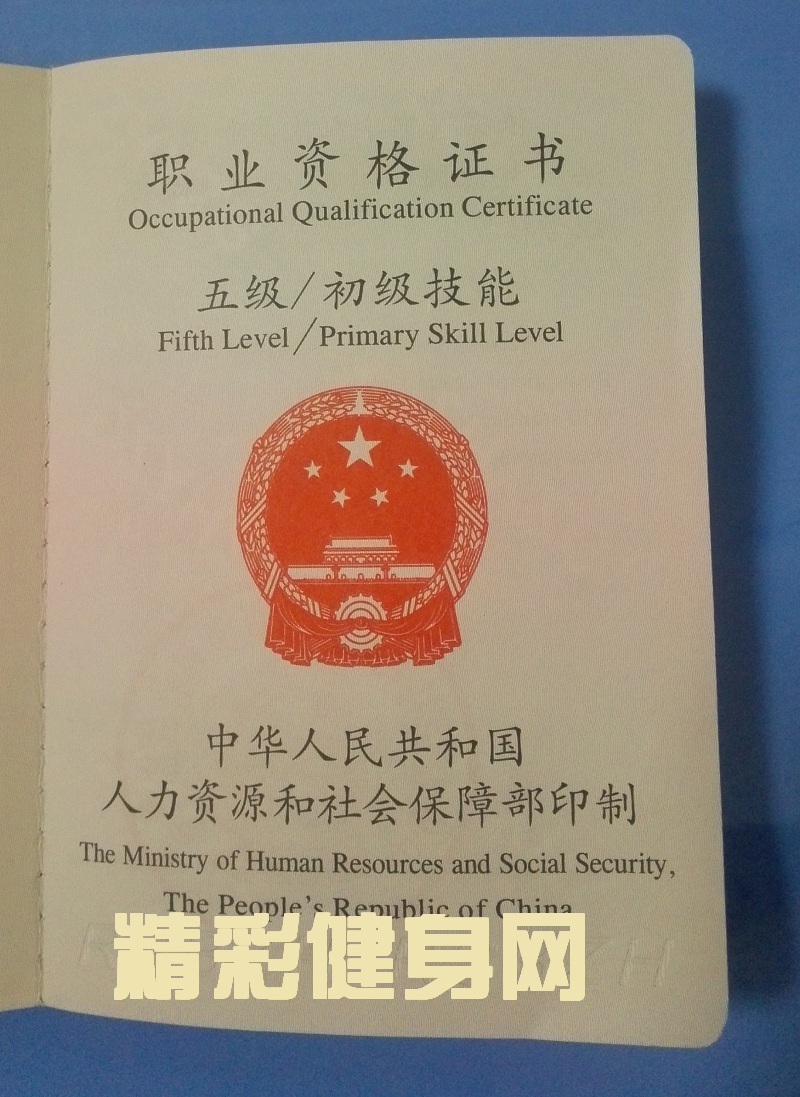 职业资格证书
Occupational Qualification Certificate
五级/初级技能
Fifth Level/Primary Skill Level
中华人民共和国
人力资源和社会保障部印制
The Ministry of Human Resources and Social Security,
The People's Republic of China
精彩健身网